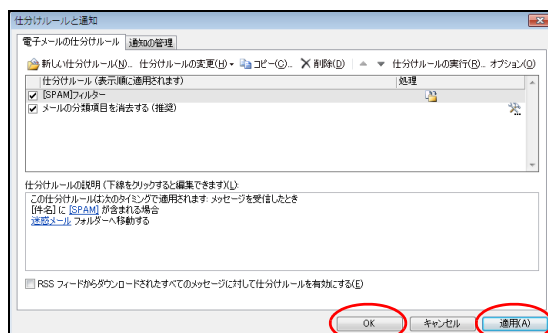 仕分けルールと通知
電子メールの仕分けルール 通知の管理
新しい仕分けルール(N)... 仕分けルールの変更(H) コピー(C)... 削除(D) 仕分けルールの実行(R)... オプション(O)
仕分けルール (表示順に適用されます) 処理
[SPAM]フィルター
メールの分類項目を消去する (推奨)
仕分けルールの説明 (下線をクリックすると編集できます)(L):
この仕分けルールは次のタイミングで適用されます: メッセージを受信したとき
[件名] に [SPAM] が含まれる場合
迷惑メール フォルダーへ移動する
RSS フィードからダウンロードされたすべてのメッセージに対して仕分けルールを有効にする(E)
OK キャンセル 適用(A)